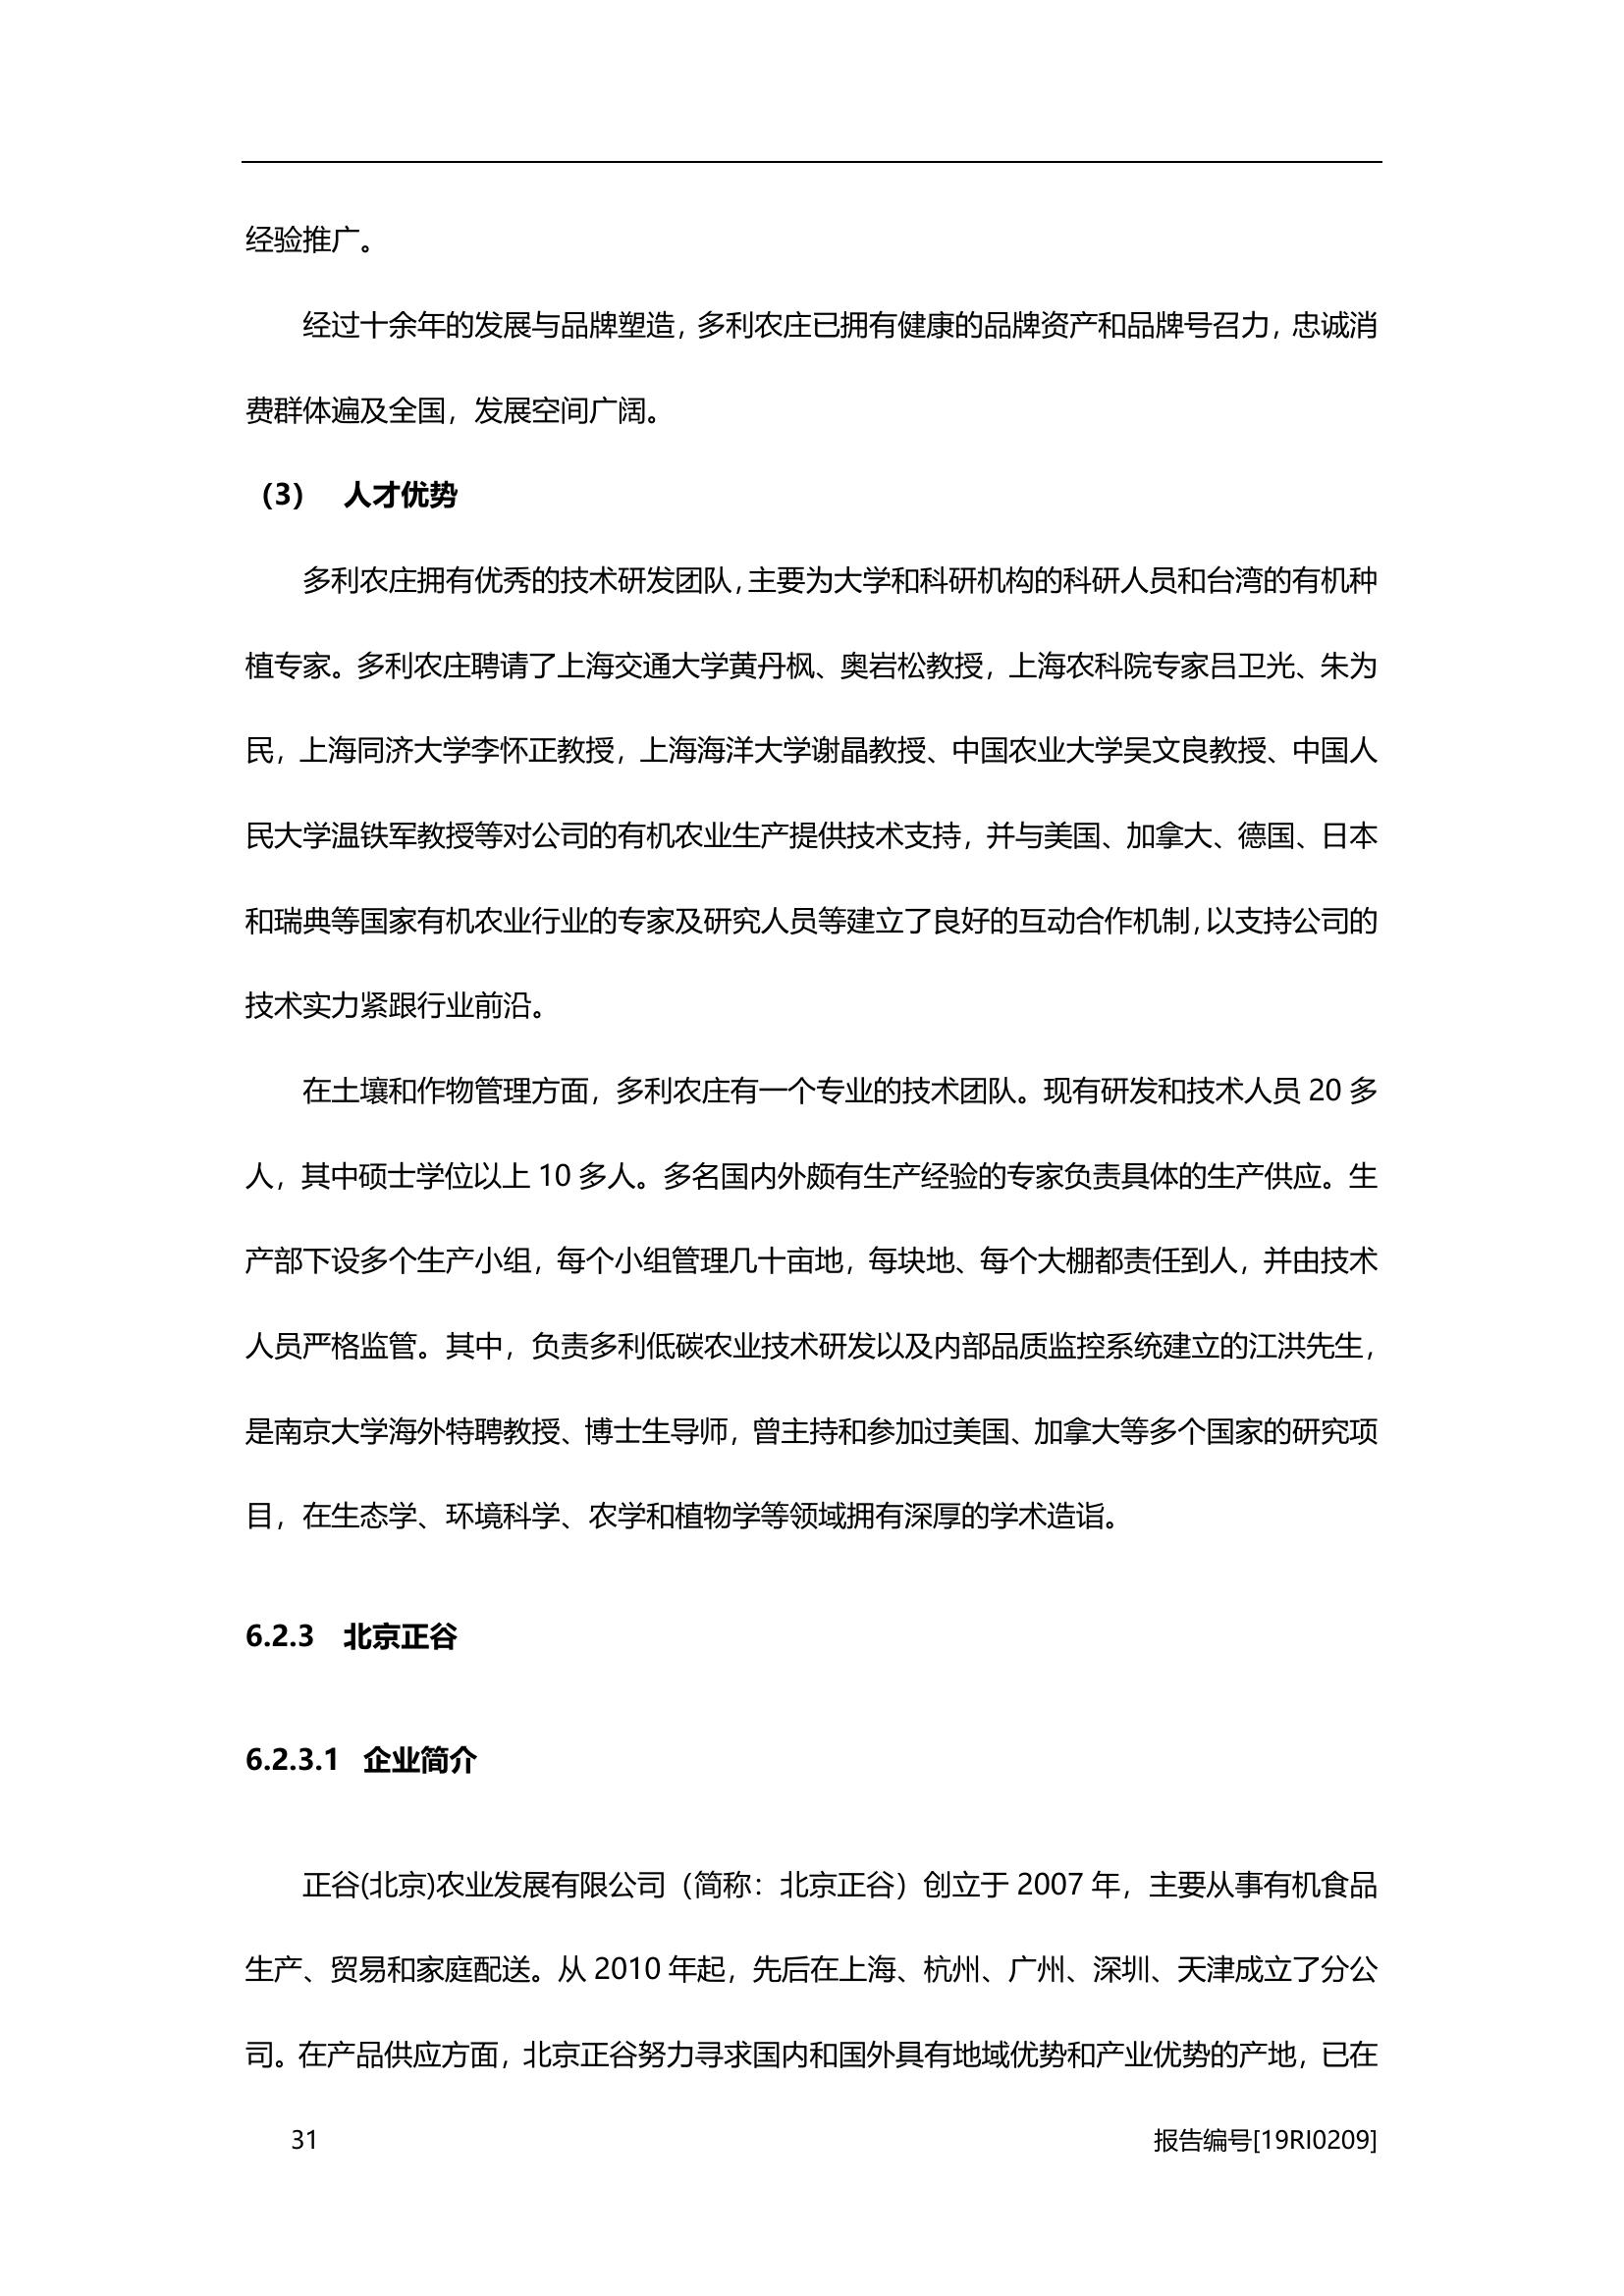 经验推广。
经过十余年的发展与品牌塑造，多利农庄已拥有健康的品牌资产和品牌号召力，忠诚消
费群体遍及全国，发展空间广阔。
（3） 人才优势
多利农庄拥有优秀的技术研发团队，主要为大学和科研机构的科研人员和台湾的有机种
植专家。多利农庄聘请了上海交通大学黄丹枫、奥岩松教授，上海农科院专家吕卫光、朱为
民，上海同济大学李怀正教授，上海海洋大学谢晶教授、中国农业大学吴文良教授、中国人
民大学温铁军教授等对公司的有机农业生产提供技术支持，并与美国、加拿大、德国、日本
和瑞典等国家有机农业行业的专家及研究人员等建立了良好的互动合作机制，以支持公司的
技术实力紧跟行业前沿。
在土壤和作物管理方面，多利农庄有一个专业的技术团队。现有研发和技术人员 20 多
人，其中硕士学位以上 10 多人。多名国内外颇有生产经验的专家负责具体的生产供应。生
产部下设多个生产小组，每个小组管理几十亩地，每块地、每个大棚都责任到人，并由技术
人员严格监管。其中，负责多利低碳农业技术研发以及内部品质监控系统建立的江洪先生，
是南京大学海外特聘教授、博士生导师，曾主持和参加过美国、加拿大等多个国家的研究项
目，在生态学、环境科学、农学和植物学等领域拥有深厚的学术造诣。
6.2.3 北京正谷
6.2.3.1 企业简介
正谷(北京)农业发展有限公司（简称：北京正谷）创立于 2007 年，主要从事有机食品
生产、贸易和家庭配送。从 2010 年起，先后在上海、杭州、广州、深圳、天津成立了分公
司。在产品供应方面，北京正谷努力寻求国内和国外具有地域优势和产业优势的产地，已在
31 报告编号[19RI0209]